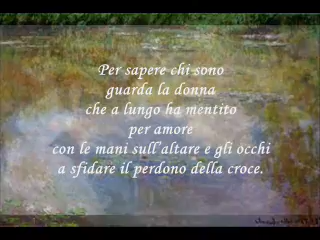 Per sapere chi sono
guarda la donna
che a lungo ha mentito
per amore
con le mani sull'altare e gli occhi
a sfidare il perdono della croce.